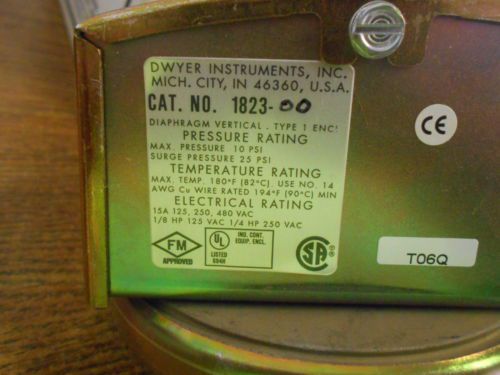 DWYER INSTRUMENTS, INC.
MICH. CITY, IN 46360, U.S.A.
CAT. NO. 1823-00
DIAPHRAGM VERTICAL. TYPE 1 ENC'
PRESSURE RATING
MAX. PRESSURE 10 PSI
SURGE PRESSURE 25 PSI
TEMPERATURE RATING
MAX. TEMP. 180°F (82°C). USE NO. 14
AWG Cu WIRE RATED 194°F (90°C) MIN
ELECTRICAL RATING
15A 125, 250, 480 VAC
1/8 HP 125 VAC 1/4 HP 250 VAC
FM
APPROVED
UL
LISTED
694H
IND. CONT.
EQUIP. ENCL.
SA
CE
T06Q